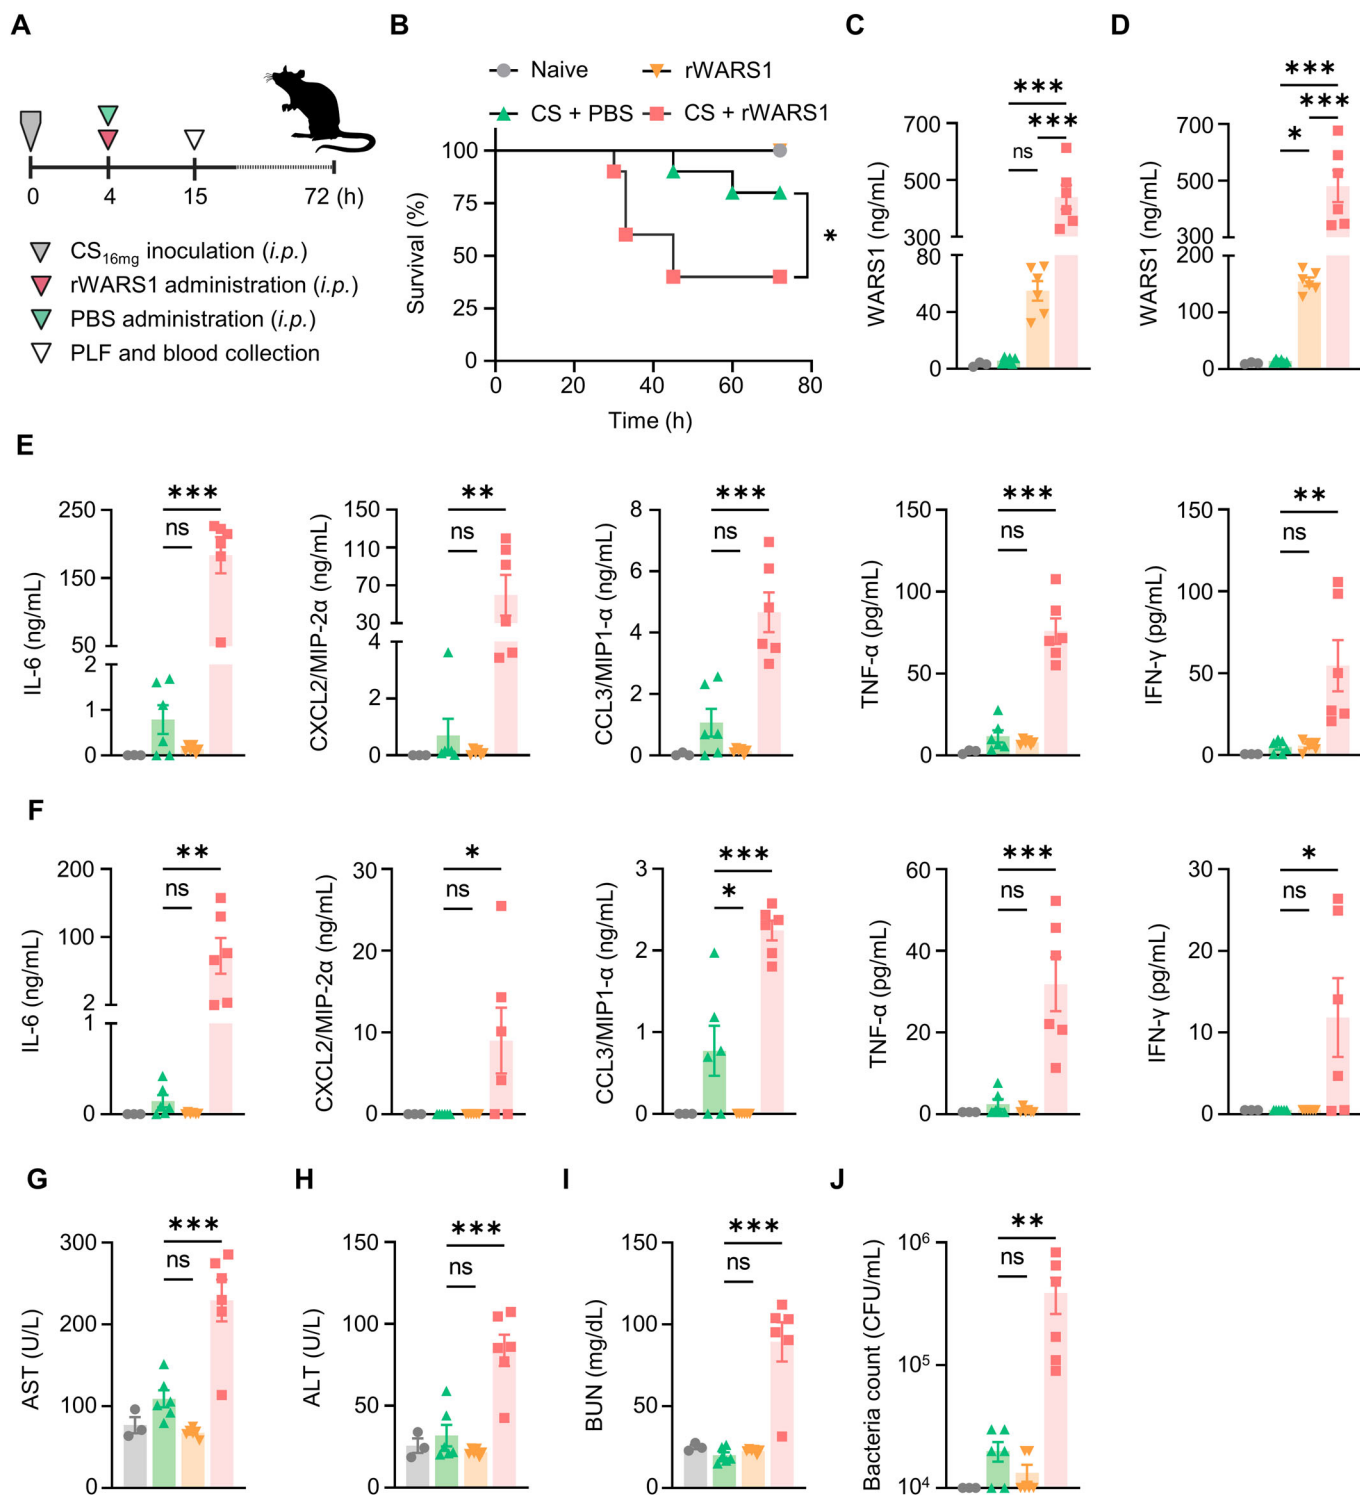 A
0
4
15
72 (h)
CS16mg inoculation (i.p.)
rWARS1 administration (i.p.)
PBS administration (i.p.)
PLF and blood collection
B
Naive
rWARS1
CS + PBS
CS + rWARS1
Survival (%)
100
75
50
25
0
*
0
20
40
60
80
Time (h)
C
WARS1 (ng/mL)
700
500
300
80
40
0
***
***
ns
D
WARS1 (ng/mL)
700
500
300
200
100
0
***
***
*
E
IL-6 (ng/mL)
250
150
50
2
1
0
***
ns
CXCL2/MIP-2α (ng/mL)
150
110
70
30
4
2
0
**
ns
CCL3/MIP1-α (ng/mL)
8
6
4
2
0
***
ns
TNF-α (pg/mL)
150
100
50
0
***
ns
IFN-γ (pg/mL)
150
100
50
0
**
ns
F
IL-6 (ng/mL)
200
100
2
1
0
**
ns
CXCL2/MIP-2α (ng/mL)
30
20
10
0
*
ns
CCL3/MIP1-α (ng/mL)
3
2
1
0
***
*
TNF-α (pg/mL)
60
40
20
0
***
ns
IFN-γ (pg/mL)
30
20
10
0
*
ns
G
AST (U/L)
300
200
100
0
***
ns
H
ALT (U/L)
150
100
50
0
***
ns
I
BUN (mg/dL)
150
100
50
0
***
ns
J
Bacteria count (CFU/mL)
10⁶
10⁵
10⁴
**
ns